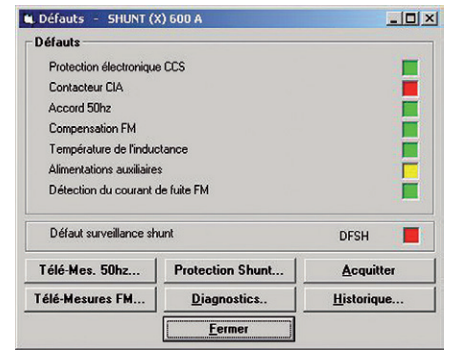 Défauts - SHUNT (X) 600 A
Défauts
Protection électronique CCS
Contacteur CIA
Accord 50hz
Compensation FM
Température de l'inductance
Alimentations auxiliaires
Détection du courant de fuite FM
Défaut surveillance shunt DFSH
Télé-Mes. 50hz... Protection Shunt... Acquitter
Télé-Mesures FM... Diagnostics.. Historique...
Fermer